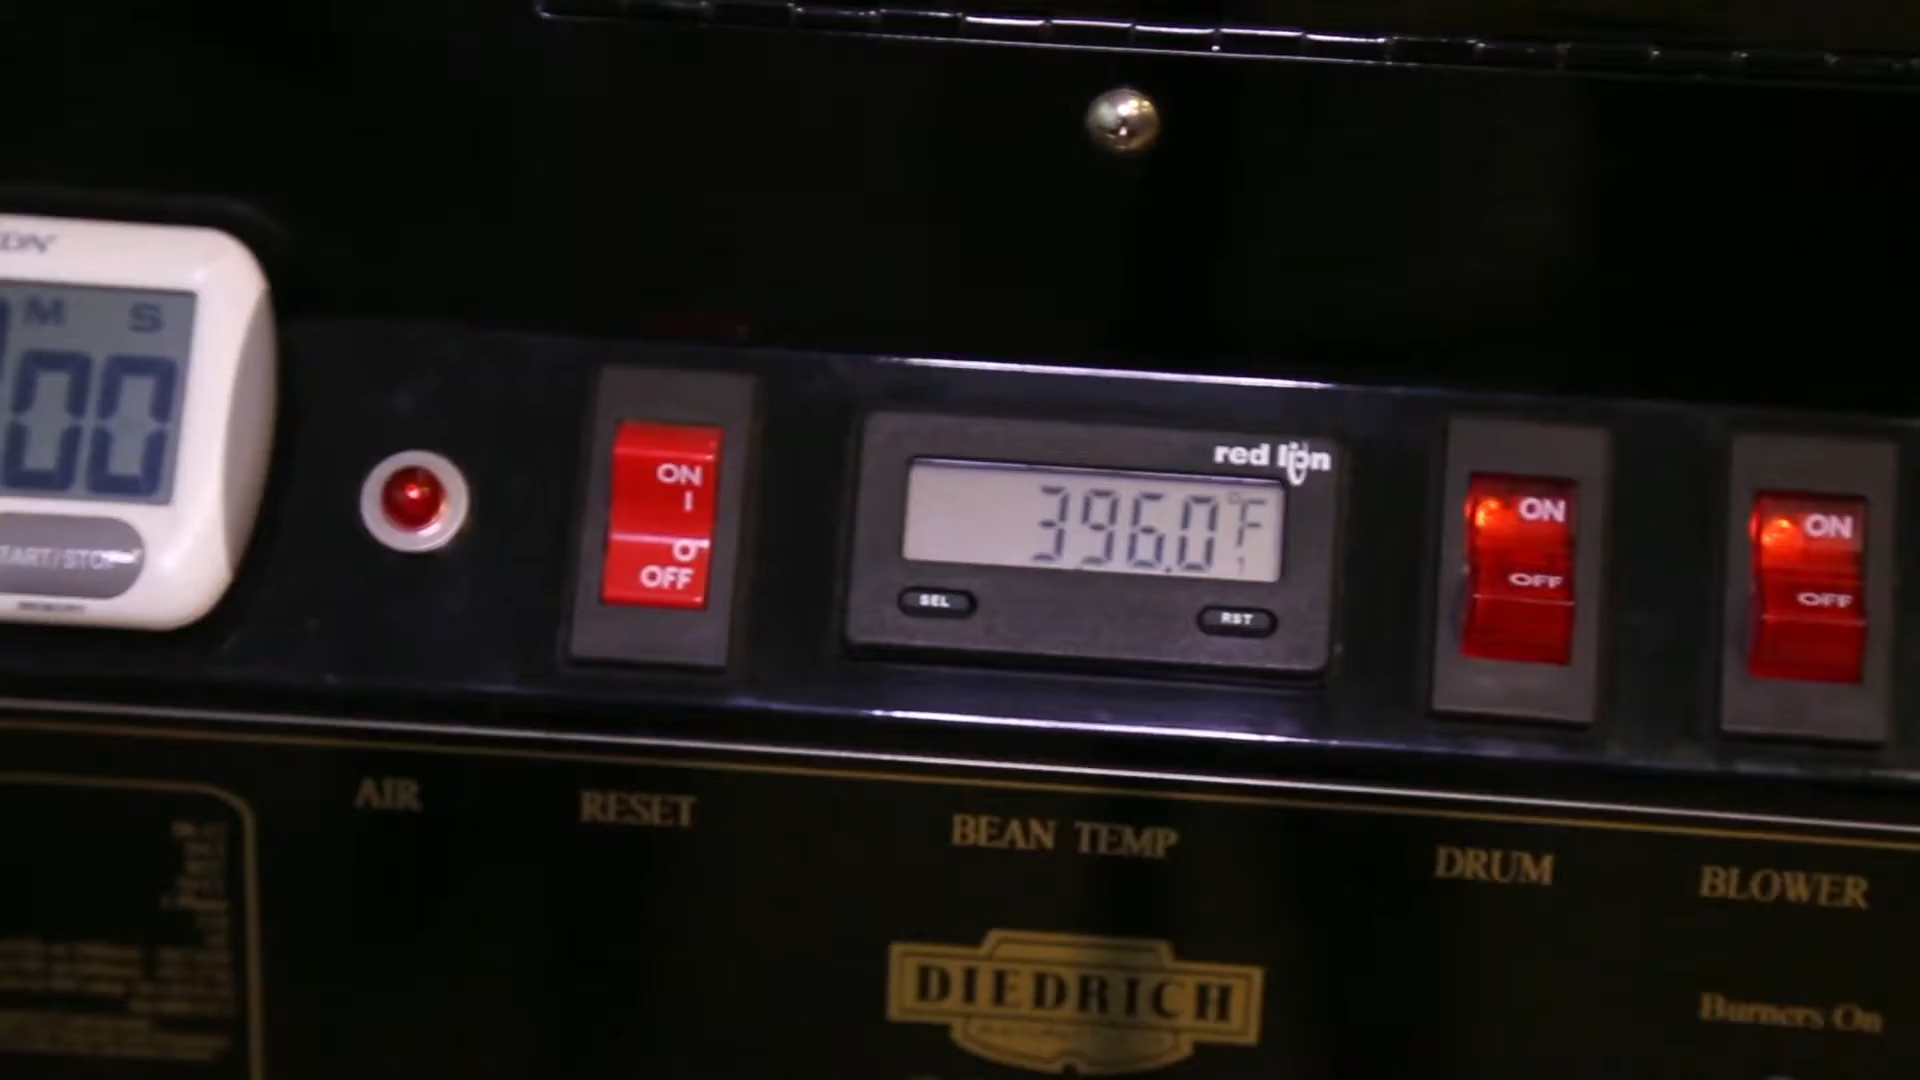 M S
00
START/STOP
ON
I
O
OFF
red lion
396.0°F
1
SEL
RST
ON
OFF
ON
OFF
AIR
RESET
BEAN TEMP
DRUM
BLOWER
DIEDRICH
Burners On